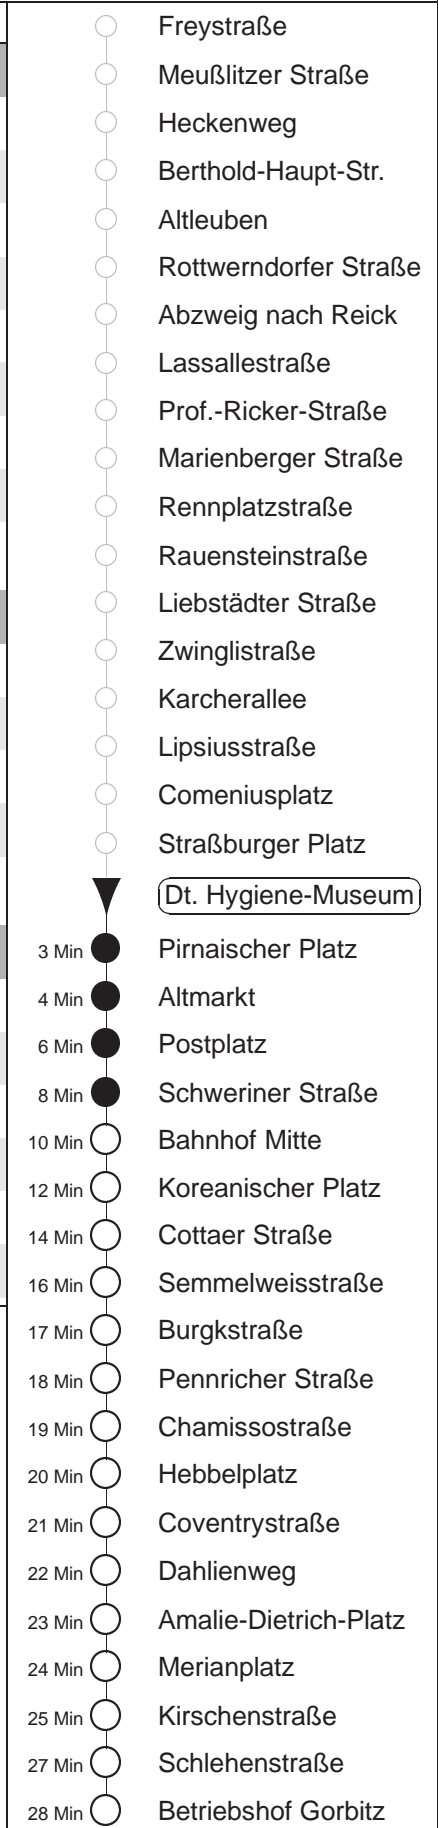 Freystraße
Meußlitzer Straße
Heckenweg
Berthold-Haupt-Str.
Altleuben
Rottwerndorfer Straße
Abzweig nach Reick
Lassallestraße
Prof.-Ricker-Straße
Marienberger Straße
Rennplatzstraße
Rauensteinstraße
Liebstädter Straße
Zwinglistraße
Karcherallee
Lipsiusstraße
Comeniusplatz
Straßburger Platz
Dt. Hygiene-Museum
3 Min Pirnaischer Platz
4 Min Altmarkt
6 Min Postplatz
8 Min Schweriner Straße
10 Min Bahnhof Mitte
12 Min Koreanischer Platz
14 Min Cottaer Straße
16 Min Semmelweisstraße
17 Min Burgkstraße
18 Min Pennricher Straße
19 Min Chamissostraße
20 Min Hebbelplatz
21 Min Coventrystraße
22 Min Dahlienweg
23 Min Amalie-Dietrich-Platz
24 Min Merianplatz
25 Min Kirschenstraße
27 Min Schlehenstraße
28 Min Betriebshof Gorbitz